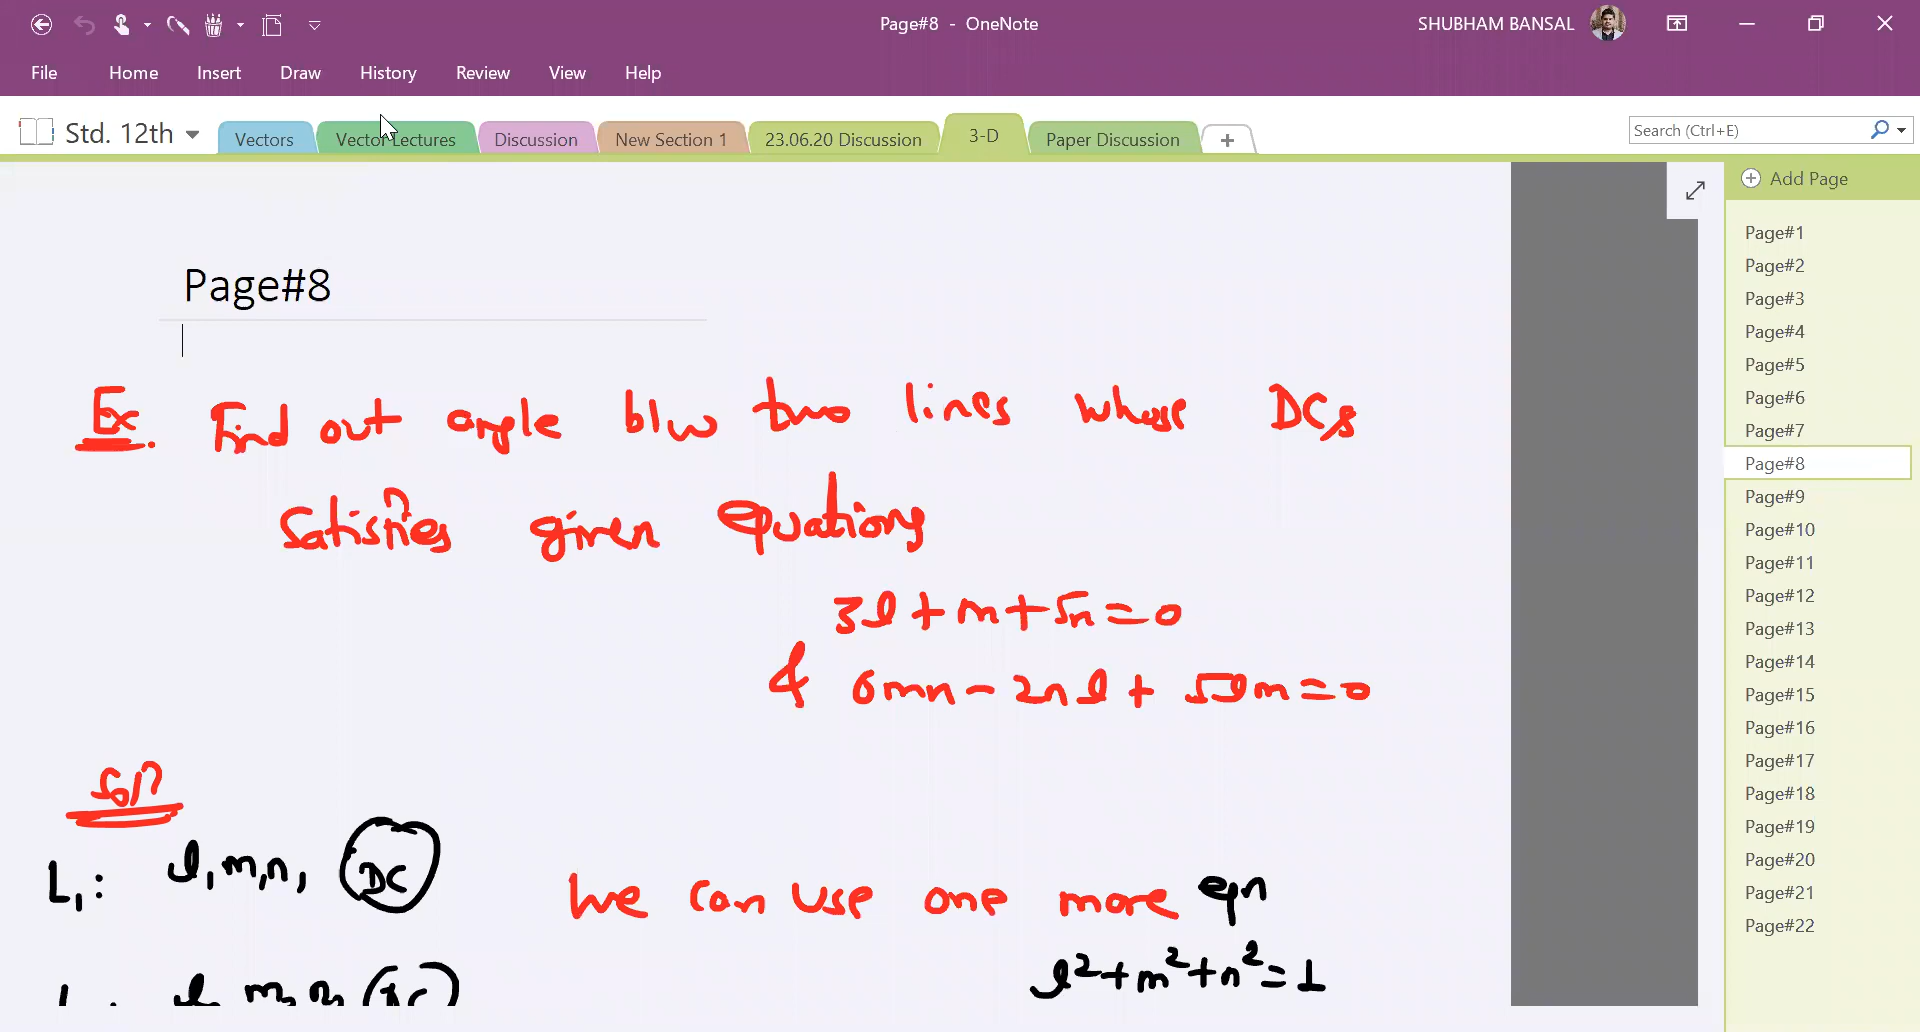 Page#8 - OneNote
SHUBHAM BANSAL
File Home Insert Draw History Review View Help
Std. 12th
Vectors Vector Lectures Discussion New Section 1 23.06.20 Discussion 3-D Paper Discussion +
Search (Ctrl+E)
Add Page
Page#1
Page#2
Page#3
Page#4
Page#5
Page#6
Page#7
Page#8
Page#9
Page#10
Page#11
Page#12
Page#13
Page#14
Page#15
Page#16
Page#17
Page#18
Page#19
Page#20
Page#21
Page#22
Page#8
Ex. Find out angle b/w two lines whose DCs
satisfies given equations
3l+m+5n=0
& 6mn-2nl+5lm=0
Soln
L₁: l₁m₁n₁ DC
We can use one more eqn
l²+m²+n²=1